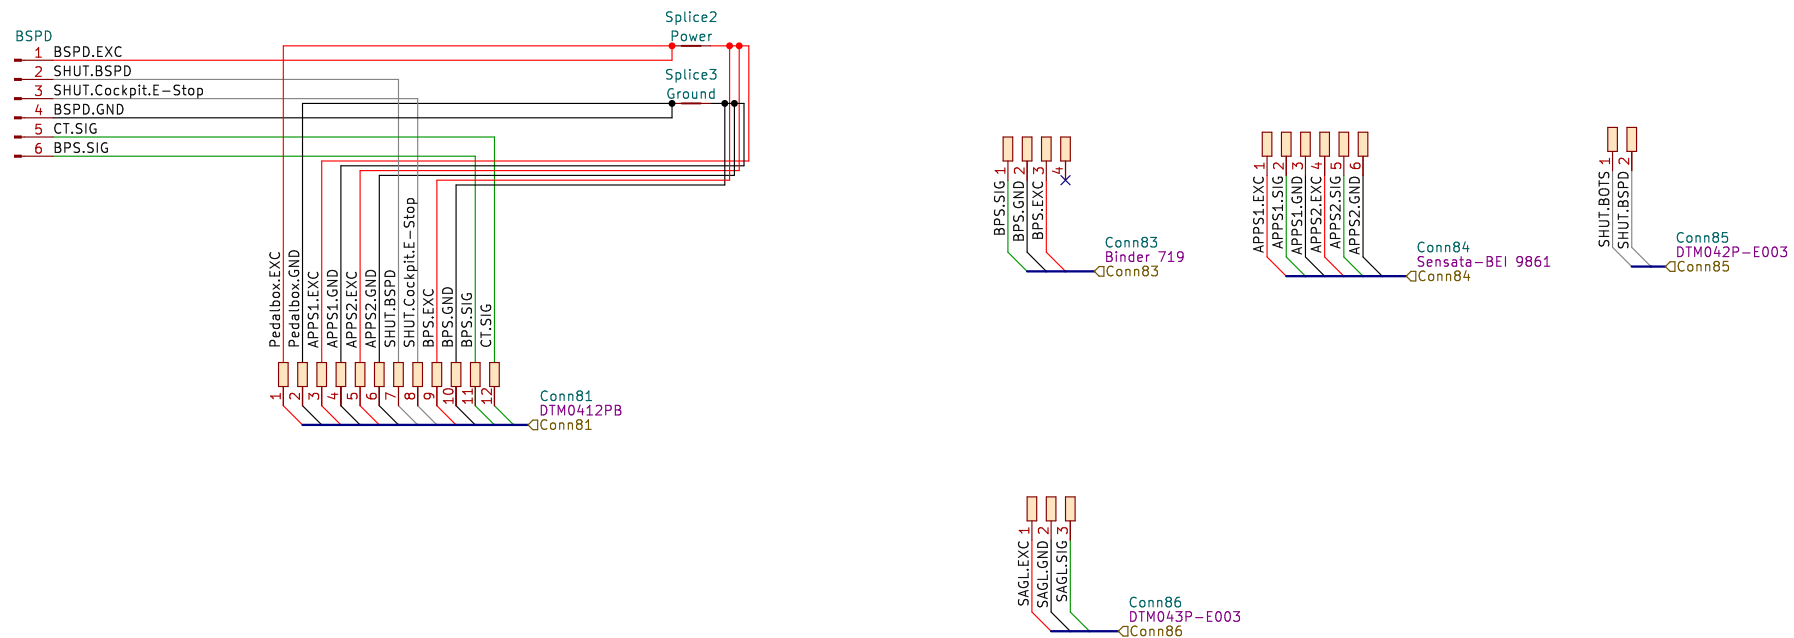 Splice2
Power
BSPD
1 BSPD.EXC
2 SHUT.BSPD
3 SHUT.Cockpit.E-Stop
4 BSPD.GND
5 CT.SIG
6 BPS.SIG
Splice3
Ground
Pedalbox.EXC
Pedalbox.GND
APPS1.EXC
APPS1.GND
APPS2.EXC
APPS2.GND
SHUT.BSPD
SHUT.Cockpit.E-Stop
BPS.EXC
BPS.GND
BPS.SIG
CT.SIG
1 2 3 4 5 6 7 8 9 10 11 12
Conn81
DTM0412PB
Conn81
1 2 3 4
BPS.SIG
BPS.GND
BPS.EXC
Conn83
Binder 719
Conn83
1 2 3 4 5 6
APPS1.EXC
APPS1.SIG
APPS1.GND
APPS2.EXC
APPS2.SIG
APPS2.GND
Conn84
Sensata-BEI 9861
Conn84
1 2
SHUT.BOTS
SHUT.BSPD
Conn85
DTM042P-E003
Conn85
1 2 3
SAGL.EXC
SAGL.GND
SAGL.SIG
Conn86
DTM043P-E003
Conn86